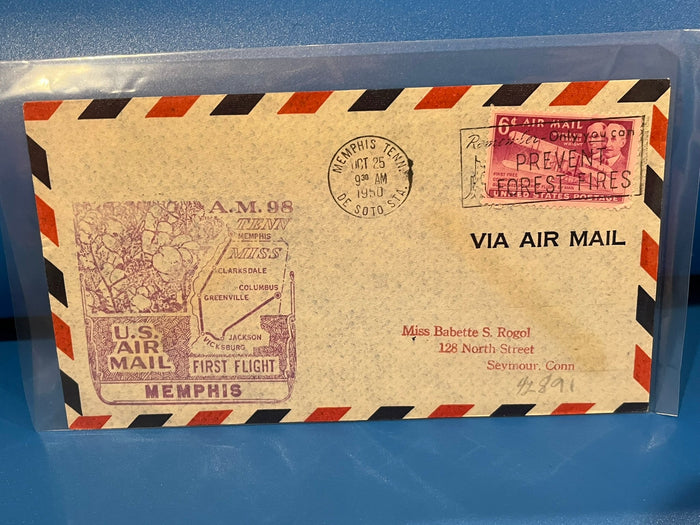 MEMPHIS TENN.
OCT 25
9 30 AM
1950
DE SOTO STA.
6¢ AIR MAIL
Remember Only you can
PREVENT
FOREST FIRES
UNITED STATES POSTAGE
VIA AIR MAIL
A.M. 98
TENN
MEMPHIS
MISS
CLARKSDALE
COLUMBUS
GREENVILLE
JACKSON
VICKSBURG
U.S.
AIR
MAIL
FIRST FLIGHT
MEMPHIS
Miss Babette S. Rogol
128 North Street
Seymour, Conn
42891